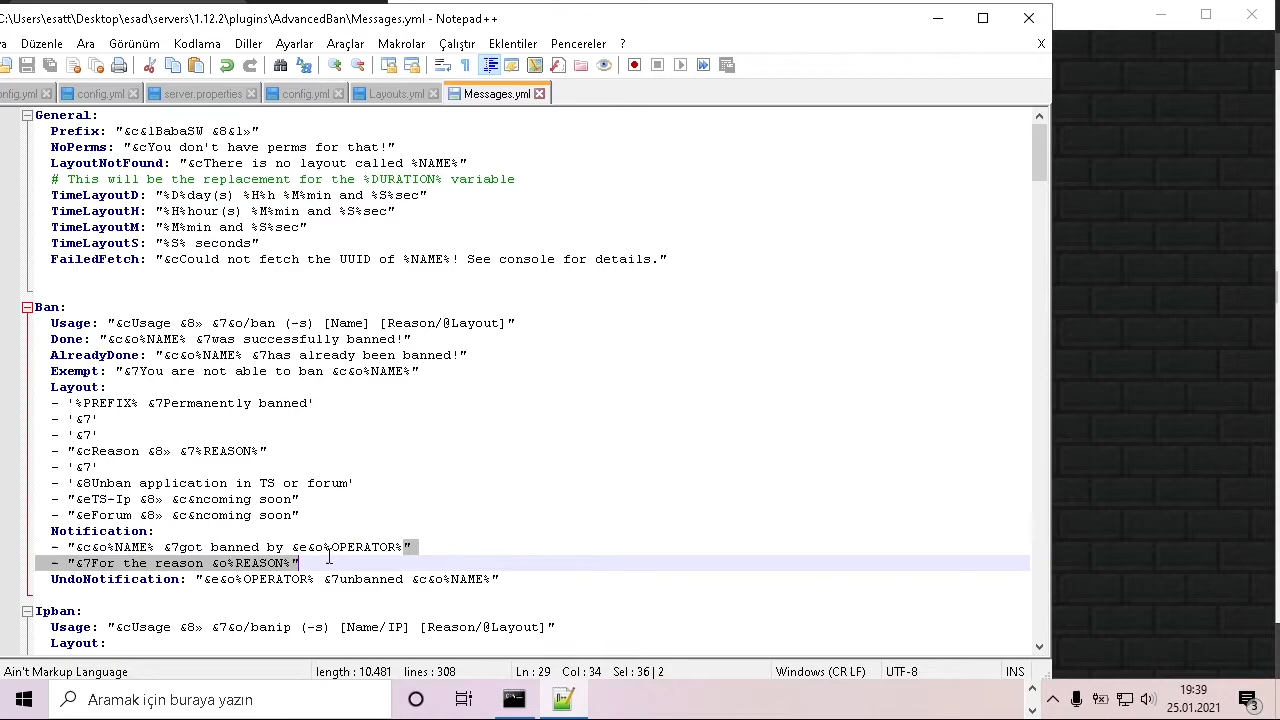 C:\Users\esatt\Desktop\esad\servers\1.12.2\plugins\AdvancedBan\Messages.yml - Notepad++
Düzenle Ara Görünüm Kodlama Diller Ayarlar Araçlar Makrolar Çalıştır Eklentiler Pencereler ? X
onfig.yml config.yml server.properties config.yml Layouts.yml Messages.yml
General:
Prefix: "&c&lBabaSW &8&l»"
NoPerms: "&cYou don't have perms for that!"
LayoutNotFound: "&cThere is no layout called %NAME%"
# This will be the replacement for the %DURATION% variable
TimeLayoutD: "%D%day(s) %H%h %M%min and %S%sec"
TimeLayoutH: "%H%hour(s) %M%min and %S%sec"
TimeLayoutM: "%M%min and %S%sec"
TimeLayoutS: "%S% seconds"
FailedFetch: "&cCould not fetch the UUID of %NAME%! See console for details."
Ban:
Usage: "&cUsage &8» &7&o/ban (-s) [Name] [Reason/@Layout]"
Done: "&c&o%NAME% &7was successfully banned!"
AlreadyDone: "&c&o%NAME% &7has already been banned!"
Exempt: "&7You are not able to ban &c&o%NAME%"
Layout:
- '%PREFIX% &7Permanently banned'
- '&7'
- '&7'
- "&cReason &8» &7%REASON%"
- '&7'
- '&8Unban application in TS or forum'
- "&eTS-Ip &8» &c&ncoming soon"
- "&eForum &8» &c&ncoming soon"
Notification:
- "&c&o%NAME% &7got banned by &e&o%OPERATOR%"
- "&7For the reason &o%REASON%"
UndoNotification: "&e&o%OPERATOR% &7unbanned &c&o%NAME%"
Ipban:
Usage: "&cUsage &8» &7&o/banip (-s) [Name/IP] [Reason/@Layout]"
Layout:
Ain't Markup Language length : 10.481 lines : 309 Ln : 29 Col : 34 Sel : 36 | 2 Windows (CR LF) UTF-8 INS
Aramak için buraya yazın
19:39
25.01.2021
3